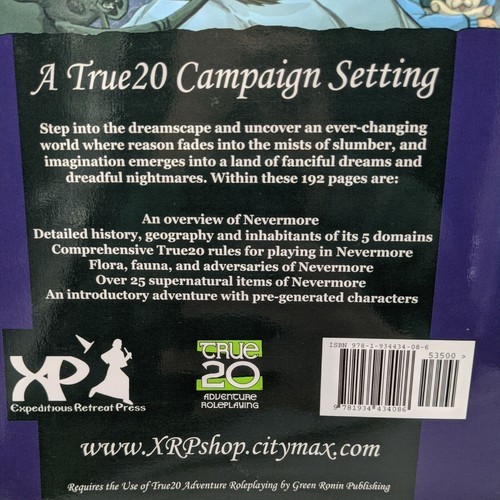 A True20 Campaign Setting
Step into the dreamscape and uncover an ever-changing
world where reason fades into the mists of slumber, and
imagination emerges into a land of fanciful dreams and
dreadful nightmares. Within these 192 pages are:
An overview of Nevermore
Detailed history, geography and inhabitants of its 5 domains
Comprehensive True20 rules for playing in Nevermore
Flora, fauna, and adversaries of Nevermore
Over 25 supernatural items of Nevermore
An introductory adventure with pre-generated characters
XP
Expeditious Retreat Press
TRUE
20
ADVENTURE
ROLEPLAYING
ISBN 978-1-934434-08-6
53500 >
9 781934 434086
www.XRPshop.citymax.com
Requires the Use of True20 Adventure Roleplaying by Green Ronin Publishing